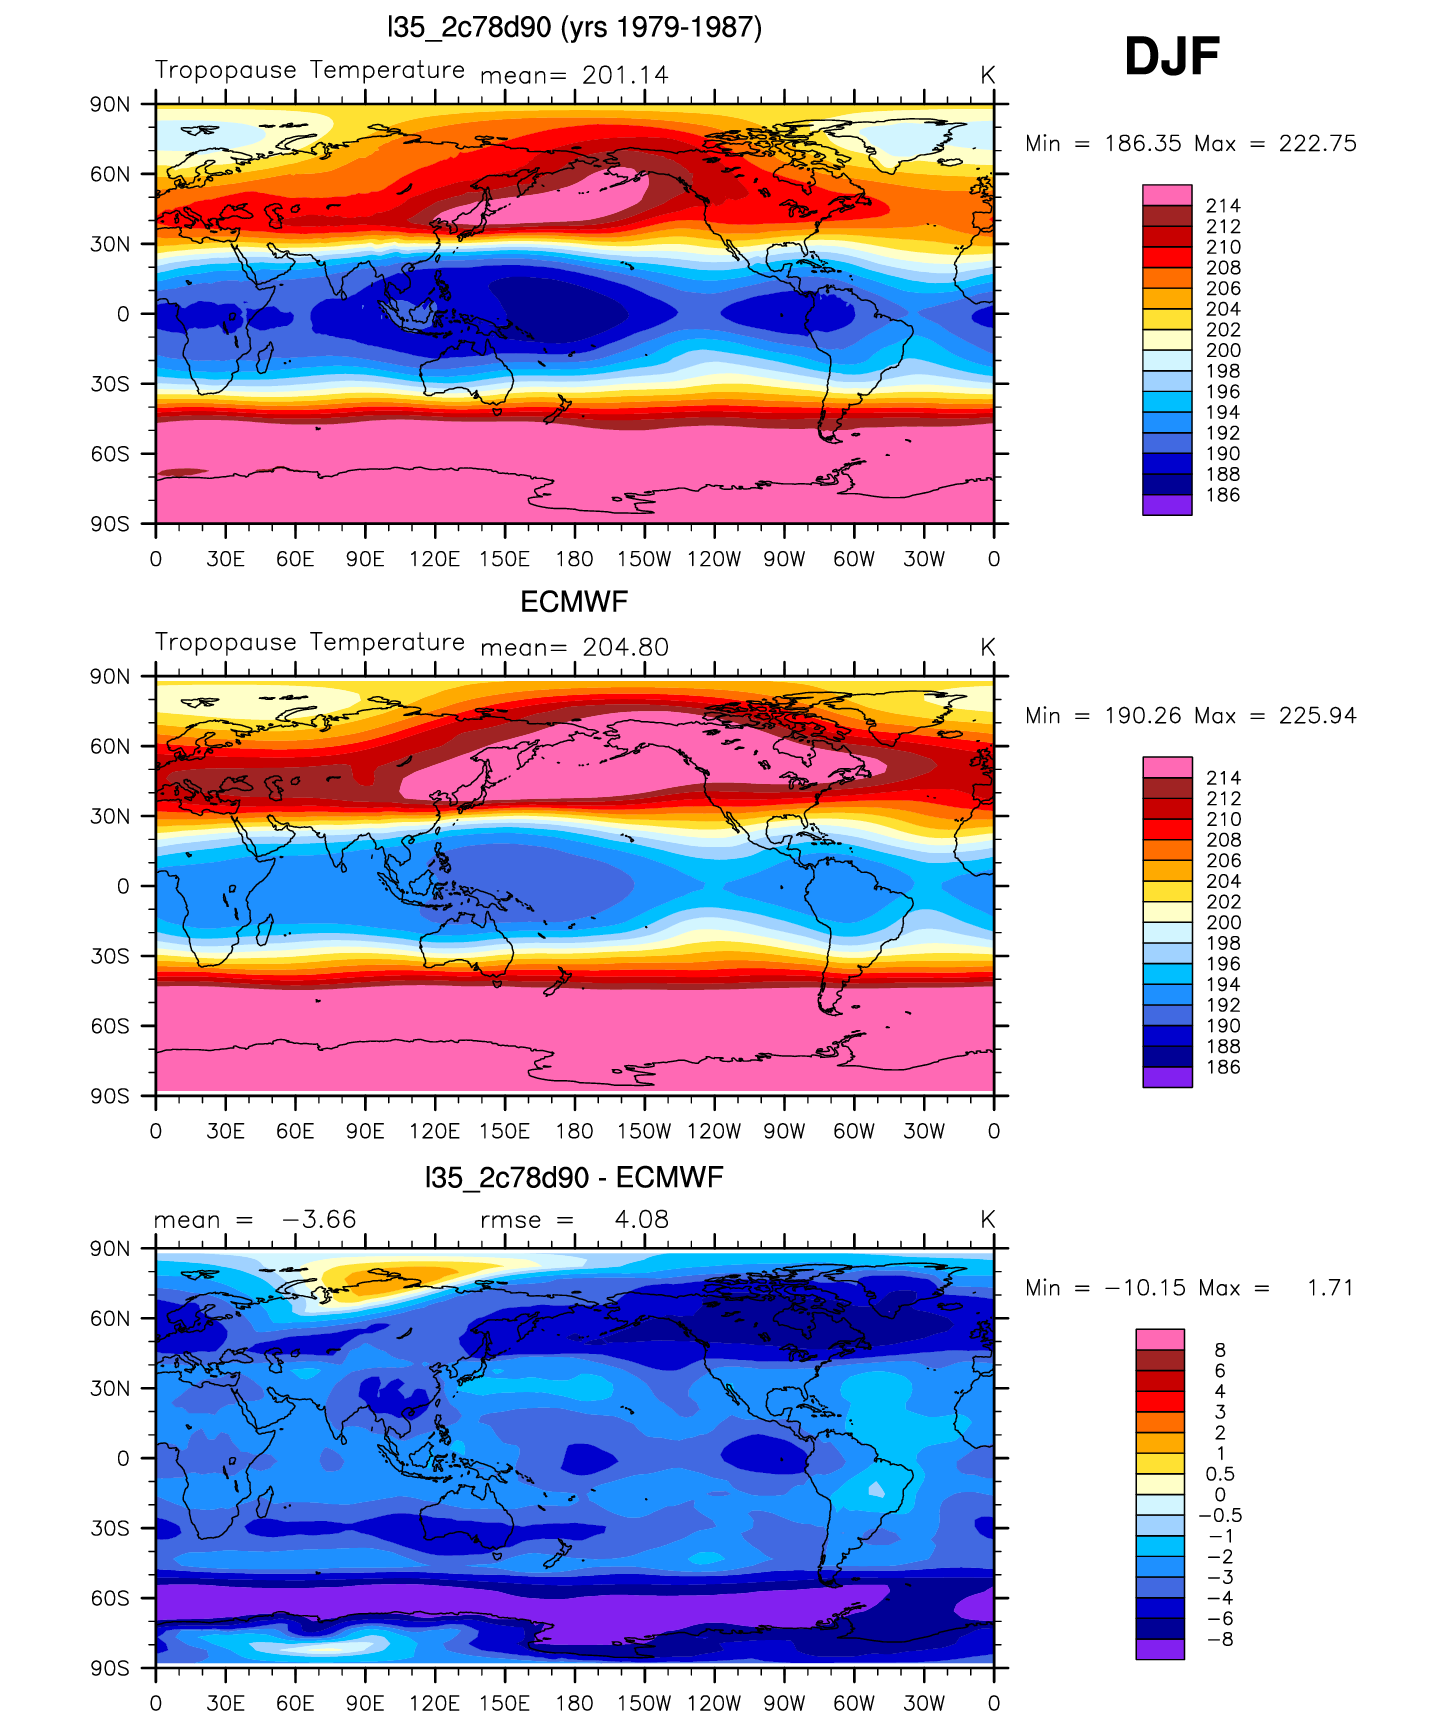 l35_2c78d90 (yrs 1979-1987)
DJF
Tropopause Temperature mean= 201.14 K
Min = 186.35 Max = 222.75
90N
60N
30N
0
30S
60S
90S
0 30E 60E 90E 120E 150E 180 150W 120W 90W 60W 30W 0
214
212
210
208
206
204
202
200
198
196
194
192
190
188
186
ECMWF
Tropopause Temperature mean= 204.80 K
Min = 190.26 Max = 225.94
90N
60N
30N
0
30S
60S
90S
0 30E 60E 90E 120E 150E 180 150W 120W 90W 60W 30W 0
214
212
210
208
206
204
202
200
198
196
194
192
190
188
186
l35_2c78d90 - ECMWF
mean = −3.66 rmse = 4.08 K
Min = −10.15 Max = 1.71
90N
60N
30N
0
30S
60S
90S
0 30E 60E 90E 120E 150E 180 150W 120W 90W 60W 30W 0
8
6
4
3
2
1
0.5
0
−0.5
−1
−2
−3
−4
−6
−8